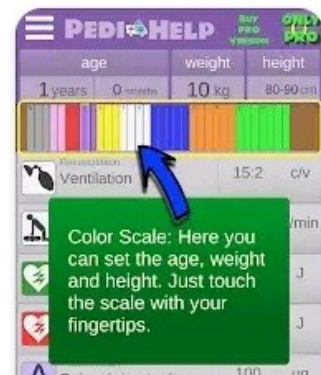 PEDI HELP
BUY PRO VERSION
ONLY PRO
age weight height
1 years 0 months 10 kg 80-90 cm
Ventilation 15:2 c/v
/min
Color Scale: Here you
can set the age, weight
and height. Just touch
the scale with your
fingertips.
J
J
100 ug